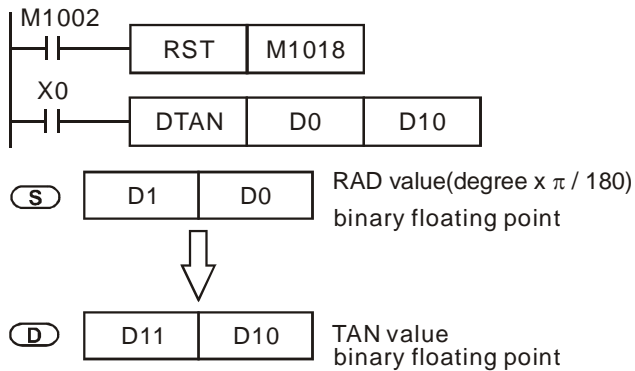 M1002
RST M1018
X0
DTAN D0 D10
S D1 D0 RAD value(degree x π / 180)
binary floating point
D D11 D10 TAN value
binary floating point